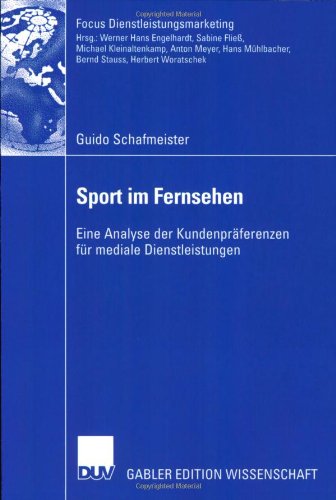 Focus Dienstleistungsmarketing
Hrsg.: Werner Hans Engelhardt, Sabine Fließ,
Michael Kleinaltenkamp, Anton Meyer, Hans Mühlbacher,
Bernd Stauss, Herbert Woratschek
Guido Schafmeister
Sport im Fernsehen
Eine Analyse der Kundenpräferenzen
für mediale Dienstleistungen
DUV
GABLER EDITION WISSENSCHAFT